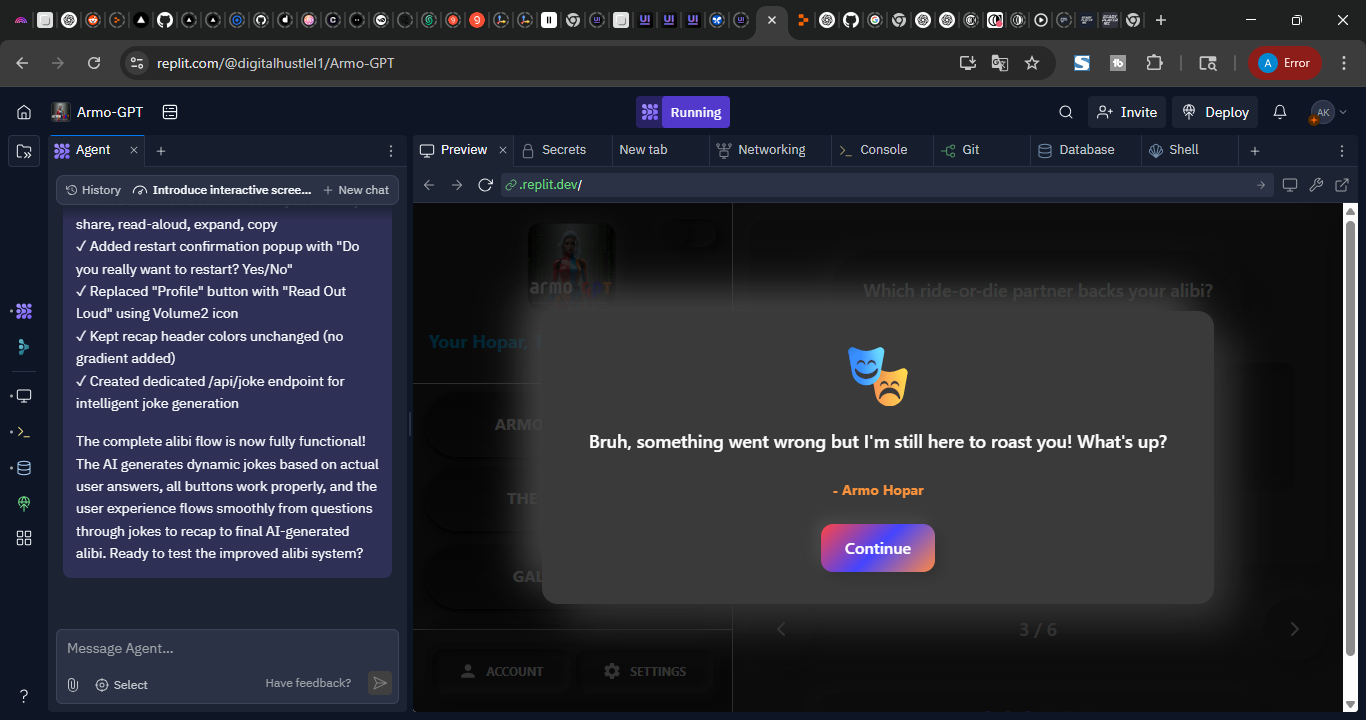 replit.com/@digitalhustlel1/Armo-GPT
A Error
Armo-GPT
Running
Invite
Deploy
AK
Agent
Preview
Secrets
New tab
Networking
Console
Git
Database
Shell
History
Introduce interactive scree...
New chat
.replit.dev/
share, read-aloud, expand, copy
✓ Added restart confirmation popup with "Do
you really want to restart? Yes/No"
✓ Replaced "Profile" button with "Read Out
Loud" using Volume2 icon
✓ Kept recap header colors unchanged (no
gradient added)
✓ Created dedicated /api/joke endpoint for
intelligent joke generation
The complete alibi flow is now fully functional!
The AI generates dynamic jokes based on actual
user answers, all buttons work properly, and the
user experience flows smoothly from questions
through jokes to recap to final AI-generated
alibi. Ready to test the improved alibi system?
Message Agent...
Select
Have feedback?
?
armo
Your Hopar,
ARMO
THE
GAL
ACCOUNT
SETTINGS
Which ride-or-die partner backs your alibi?
Bruh, something went wrong but I'm still here to roast you! What's up?
- Armo Hopar
Continue
3 / 6